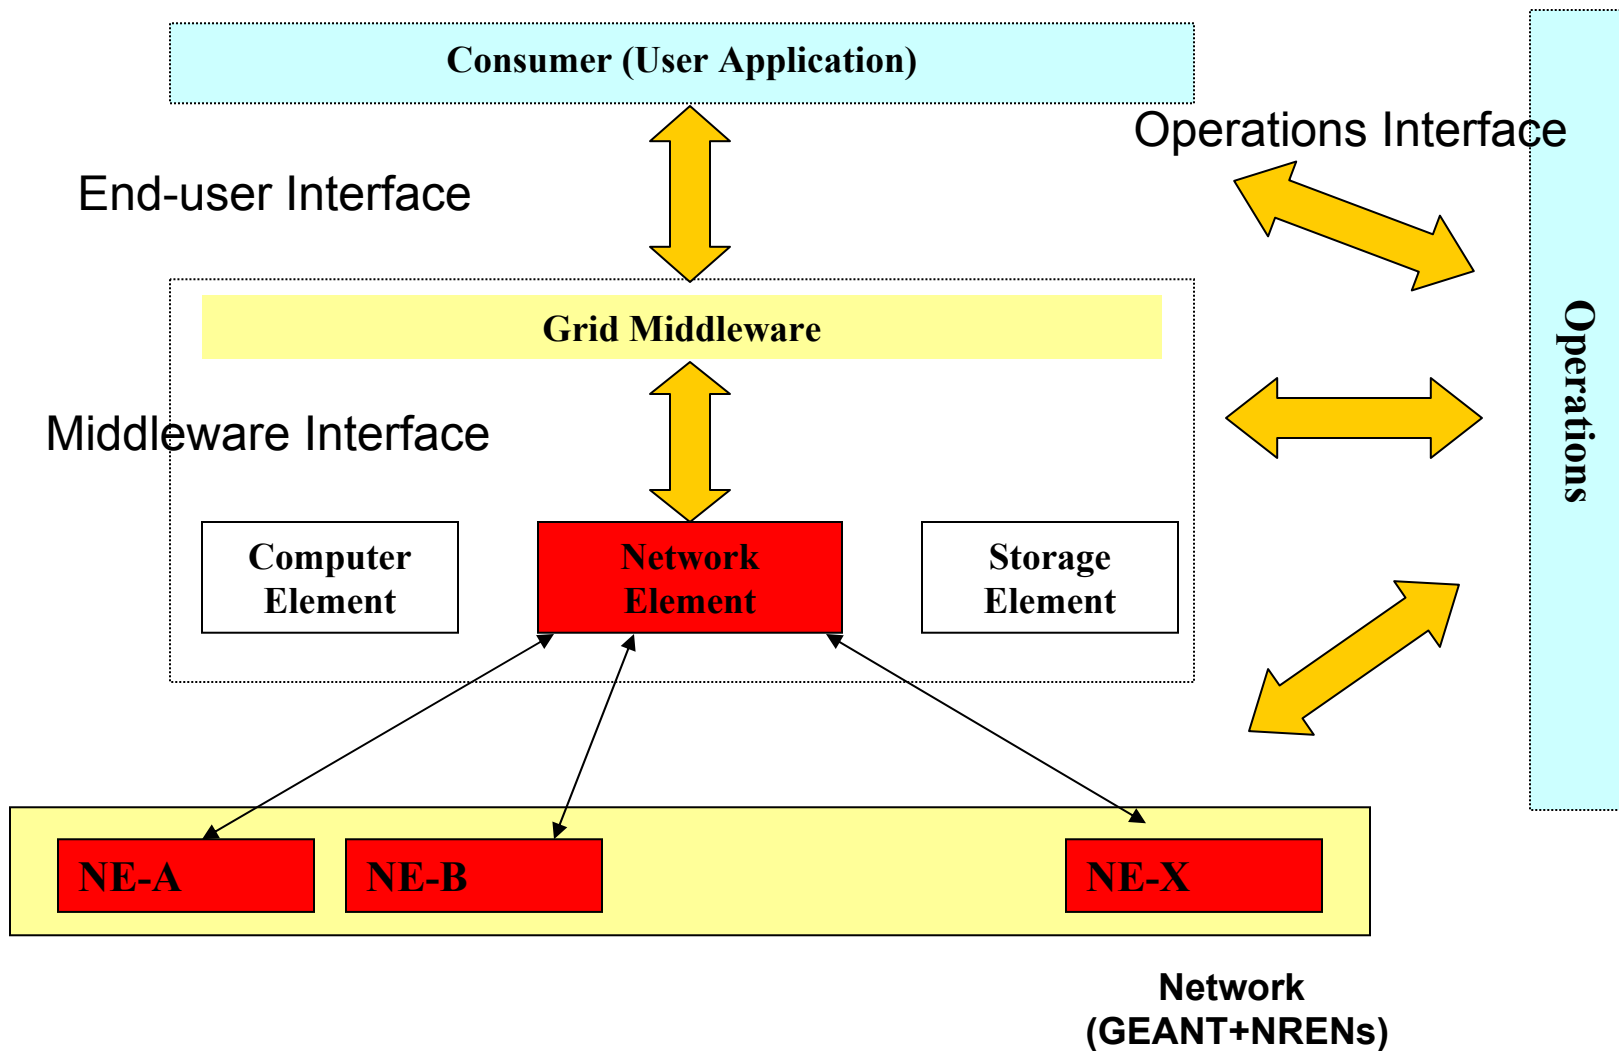 Consumer (User Application)
Operations Interface
End-user Interface
Grid Middleware
Operations
Middleware Interface
Computer
Element
Network
Element
Storage
Element
NE-A
NE-B
NE-X
Network
(GEANT+NRENs)